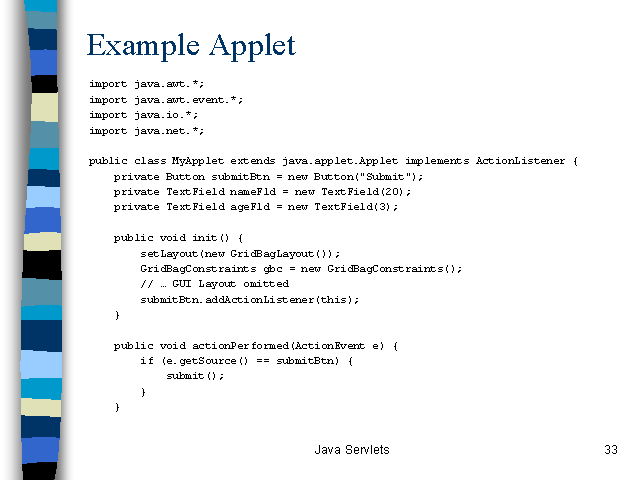 Example Applet
import java.awt.*;
import java.awt.event.*;
import java.io.*;
import java.net.*;
public class MyApplet extends java.applet.Applet implements ActionListener {
private Button submitBtn = new Button("Submit");
private TextField nameFld = new TextField(20);
private TextField ageFld = new TextField(3);
public void init() {
setLayout(new GridBagLayout());
GridBagConstraints gbc = new GridBagConstraints();
// … GUI Layout omitted
submitBtn.addActionListener(this);
}
public void actionPerformed(ActionEvent e) {
if (e.getSource() == submitBtn) {
submit();
}
}
Java Servlets
33